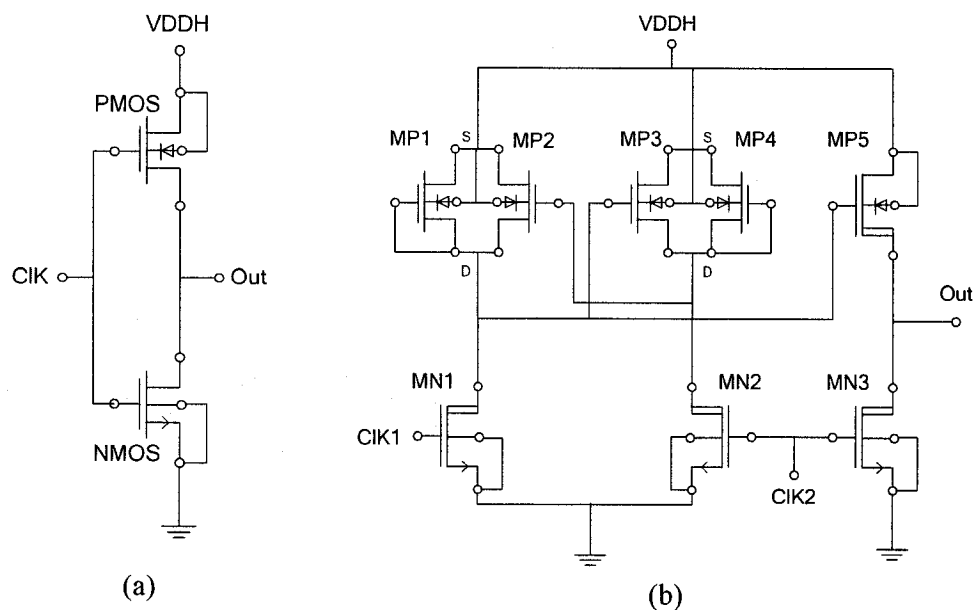 VDDH
PMOS
ClK
Out
NMOS
(a)
VDDH
MP1
S
MP2
MP3
S
MP4
MP5
D
D
Out
MN1
MN2
MN3
ClK1
ClK2
(b)